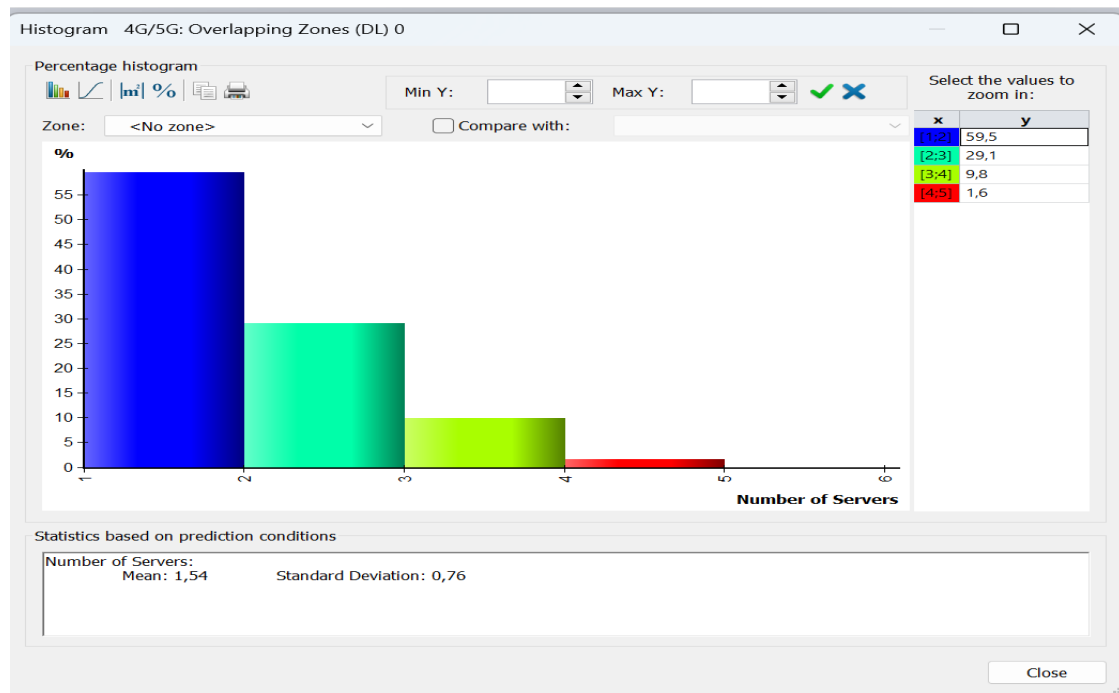 Histogram 4G/5G: Overlapping Zones (DL) 0
Percentage histogram
|m²| %
Min Y:
Max Y:
Select the values to
zoom in:
Zone:
<No zone>
Compare with:
x y
[1;2] 59,5
[2;3] 29,1
[3;4] 9,8
[4;5] 1,6
%
55
50
45
40
35
30
25
20
15
10
5
0
1 2 3 4 5 6
Number of Servers
Statistics based on prediction conditions
Number of Servers:
Mean: 1,54 Standard Deviation: 0,76
Close